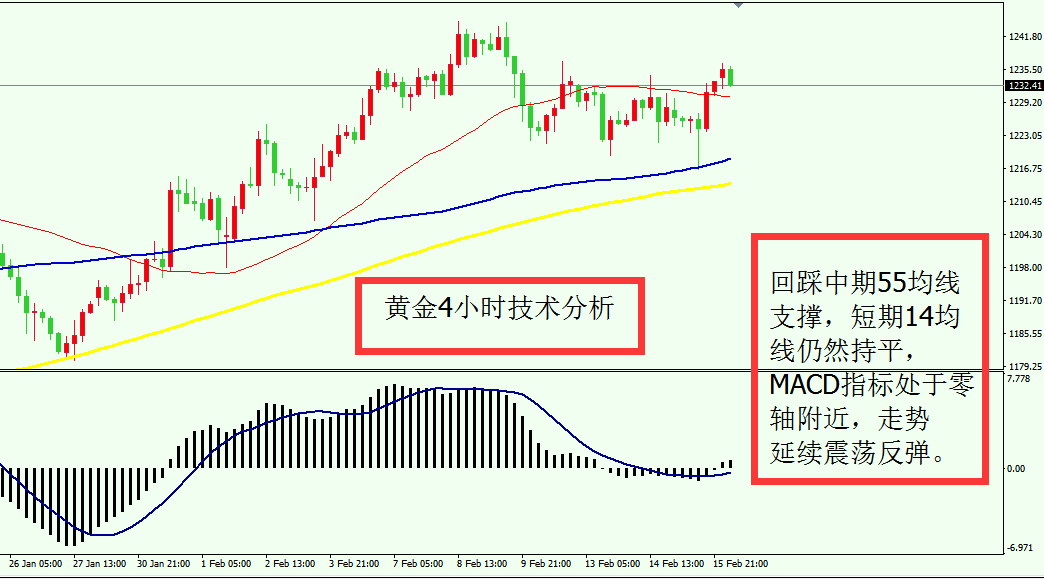 1241.80
1235.50
1232.41
1229.20
1223.05
1216.75
1210.45
1204.30
1198.00
1191.70
1185.55
1179.25
黄金4小时技术分析
回踩中期55均线
支撑，短期14均
线仍然持平，
MACD指标处于零
轴附近，走势
延续震荡反弹。
7.778
0.00
-6.971
26 Jan 05:00 27 Jan 13:00 30 Jan 21:00 1 Feb 05:00 2 Feb 13:00 3 Feb 21:00 7 Feb 05:00 8 Feb 13:00 9 Feb 21:00 13 Feb 05:00 14 Feb 13:00 15 Feb 21:00